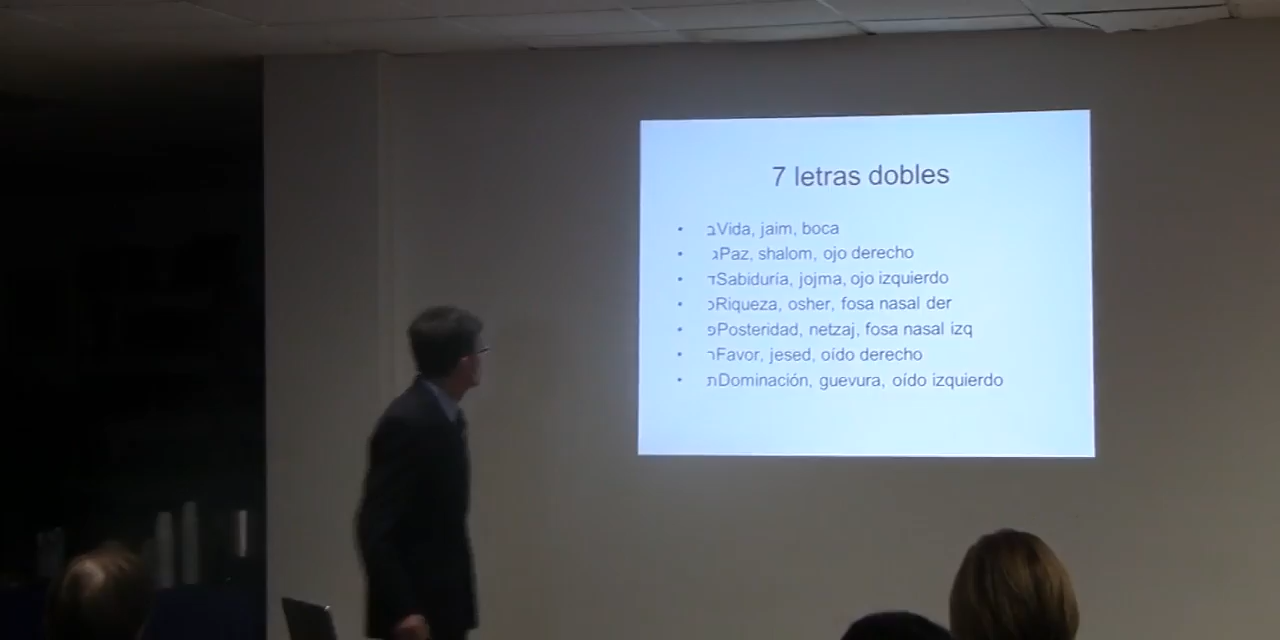 7 letras dobles
• בVida, jaim, boca
• גPaz, shalom, ojo derecho
• דSabiduría, jojma, ojo izquierdo
• כRiqueza, osher, fosa nasal der
• פPosteridad, netzaj, fosa nasal izq
• רFavor, jesed, oído derecho
• תDominación, guevura, oído izquierdo